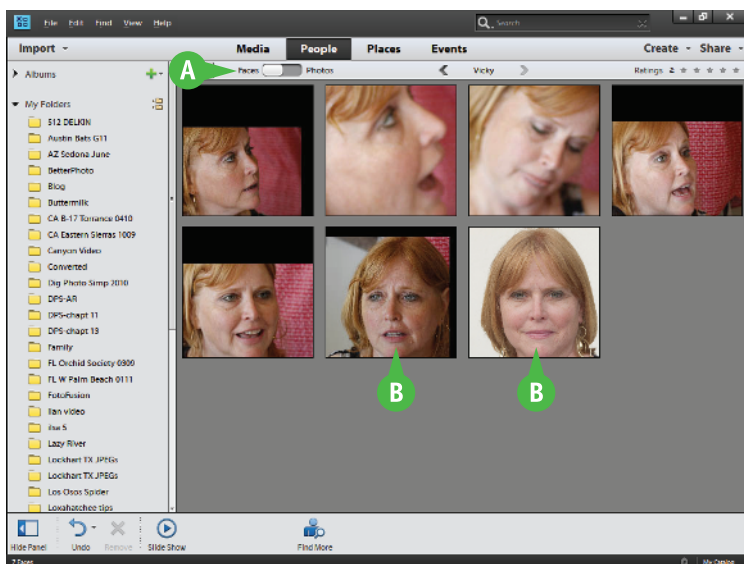 File Edit Find View Help
Search
Import
Media People Places Events
Create Share
A
Albums
Faces Photos
Vicky
Ratings
My Folders
512 DELKIN
Austin Bats G11
AZ Sedona June
BetterPhoto
Blog
Buttermilk
CA B-17 Torrance 0410
CA Eastern Sierras 1009
Canyon Video
Converted
Dig Photo Simp 2010
DPS-AR
DPS-chapt 11
DPS-chapt 13
Family
FL Orchid Society 0309
FL W Palm Beach 0111
FotoFusion
ilan video
ilsa 5
Lazy River
Lockhart TX JPEGs
Lockhart TX JPEGs
Los Osos Spider
Loxahatchee tips
B
B
Hide Panel Undo Remove Slide Show Find More
7 Faces
My Catalog